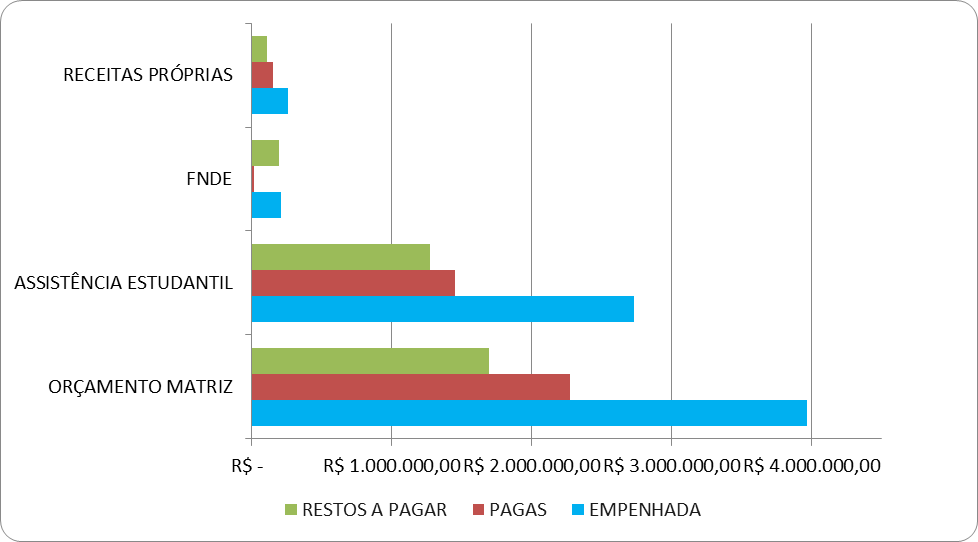 RECEITAS PRÓPRIAS
FNDE
ASSISTÊNCIA ESTUDANTIL
ORÇAMENTO MATRIZ
R$ - R$ 1.000.000,00 R$ 2.000.000,00 R$ 3.000.000,00 R$ 4.000.000,00
RESTOS A PAGAR PAGAS EMPENHADA